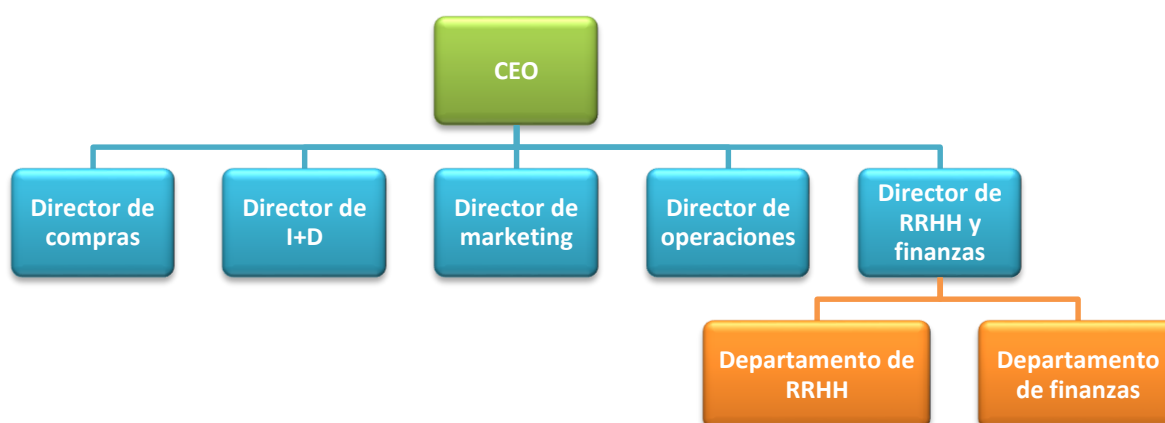 CEO
Director de
compras
Director de
I+D
Director de
marketing
Director de
operaciones
Director de
RRHH y
finanzas
Departamento de
RRHH
Departamento
de finanzas